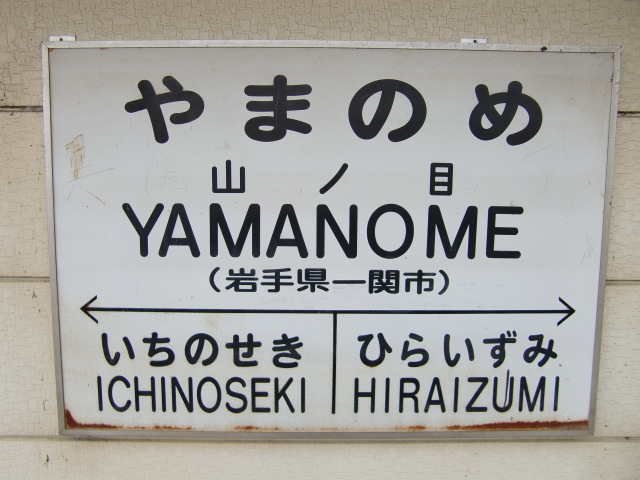 やまのめ
山ノ目
YAMANOME
(岩手県一関市)
いちのせき ひらいずみ
ICHINOSEKI HIRAIZUMI